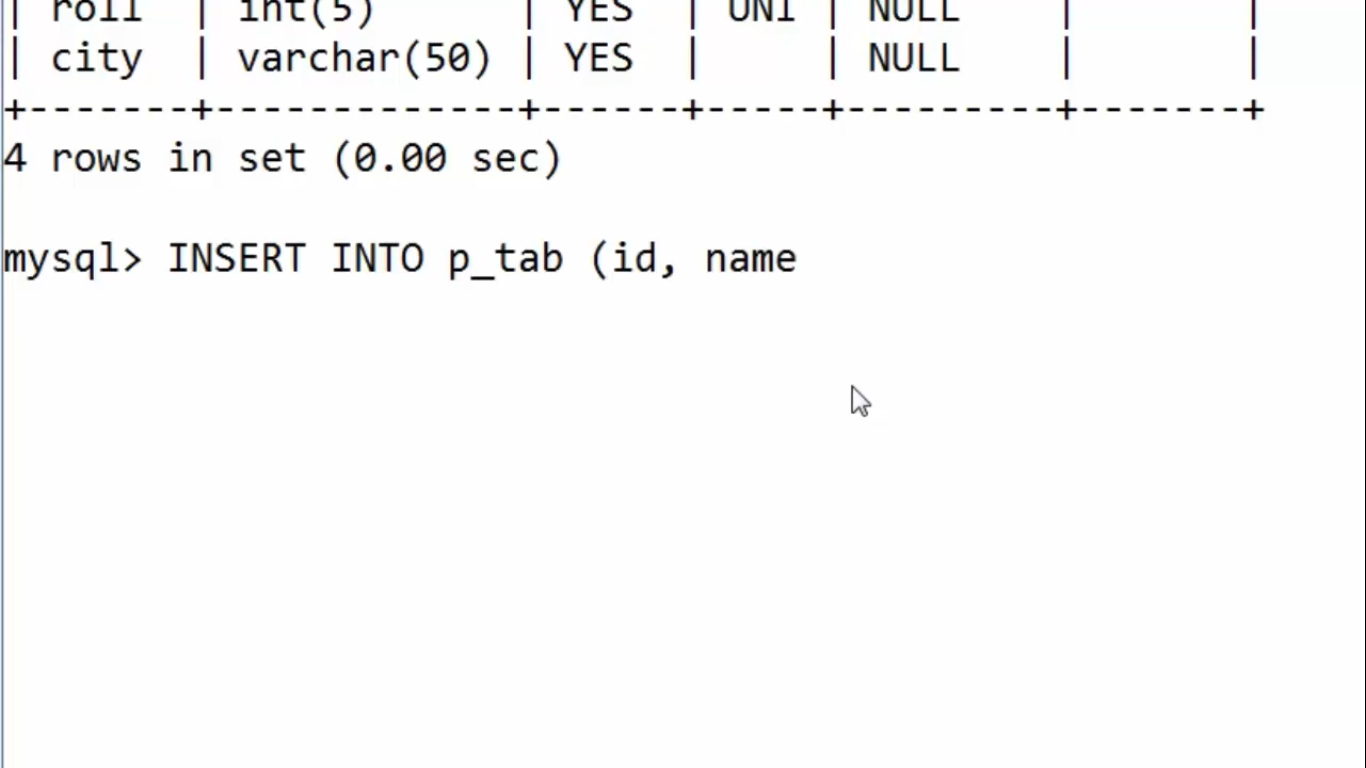 | roll  | int(5)      | YES  | UNI | NULL    |       |
| city  | varchar(50) | YES  |     | NULL    |       |
+-------+-------------+------+-----+---------+-------+
4 rows in set (0.00 sec)
mysql> INSERT INTO p_tab (id, name